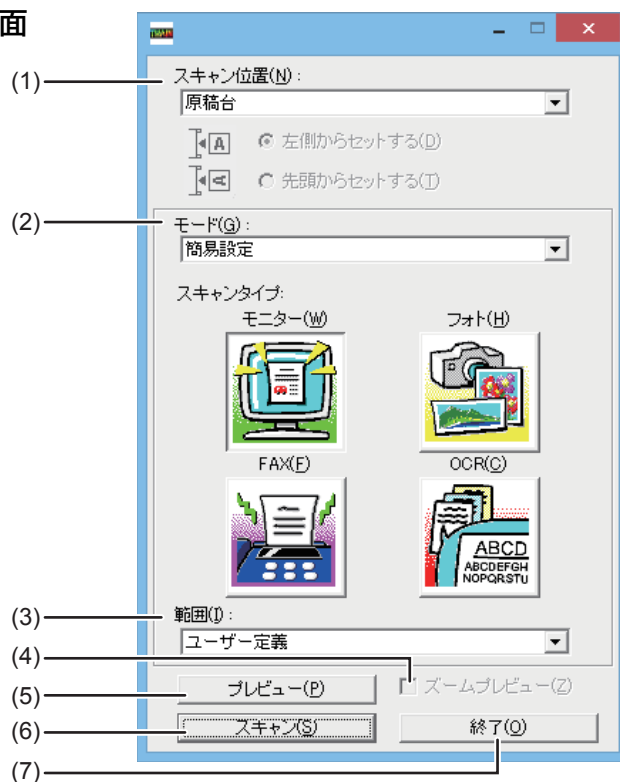 面
(1)
スキャン位置(N):
原稿台
A
左側からセットする(D)
A
先頭からセットする(T)
(2)
モード(G):
簡易設定
スキャンタイプ:
モニター(W) フォト(H)
FAX(F) OCR(C)
ABCD
ABCDEFGH
NOPQRSTU
(3)
範囲(I):
ユーザー定義
(4)
(5)
プレビュー(P) ズームプレビュー(Z)
(6)
スキャン(S) 終了(O)
(7)